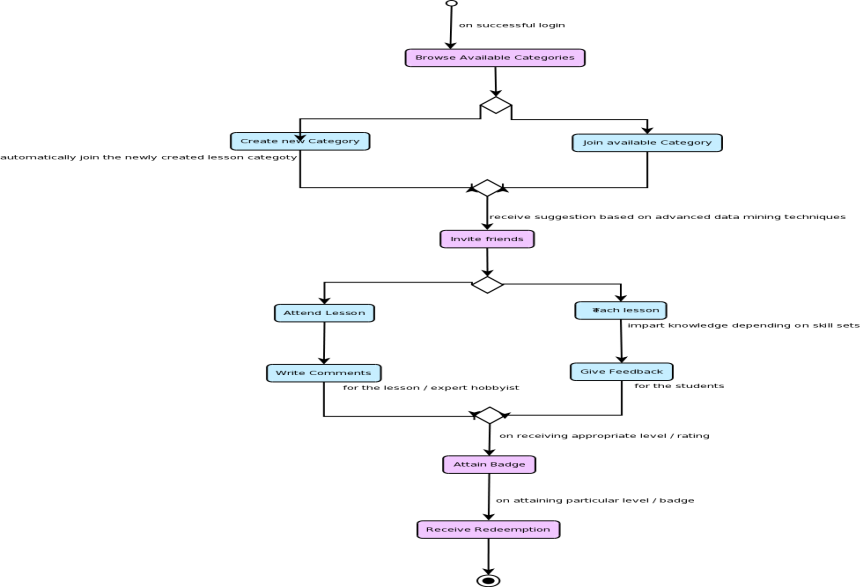 on successful login
Browse Available Categories
Create new Category
Join available Category
automatically join the newly created lesson categoty
receive suggestion based on advanced data mining techniques
Invite friends
Attend Lesson
Teach lesson
impart knowledge depending on skill sets
Write Comments
Give Feedback
for the lesson / expert hobbyist
for the students
on receiving appropriate level / rating
Attain Badge
on attaining particular level / badge
Receive Redeemption